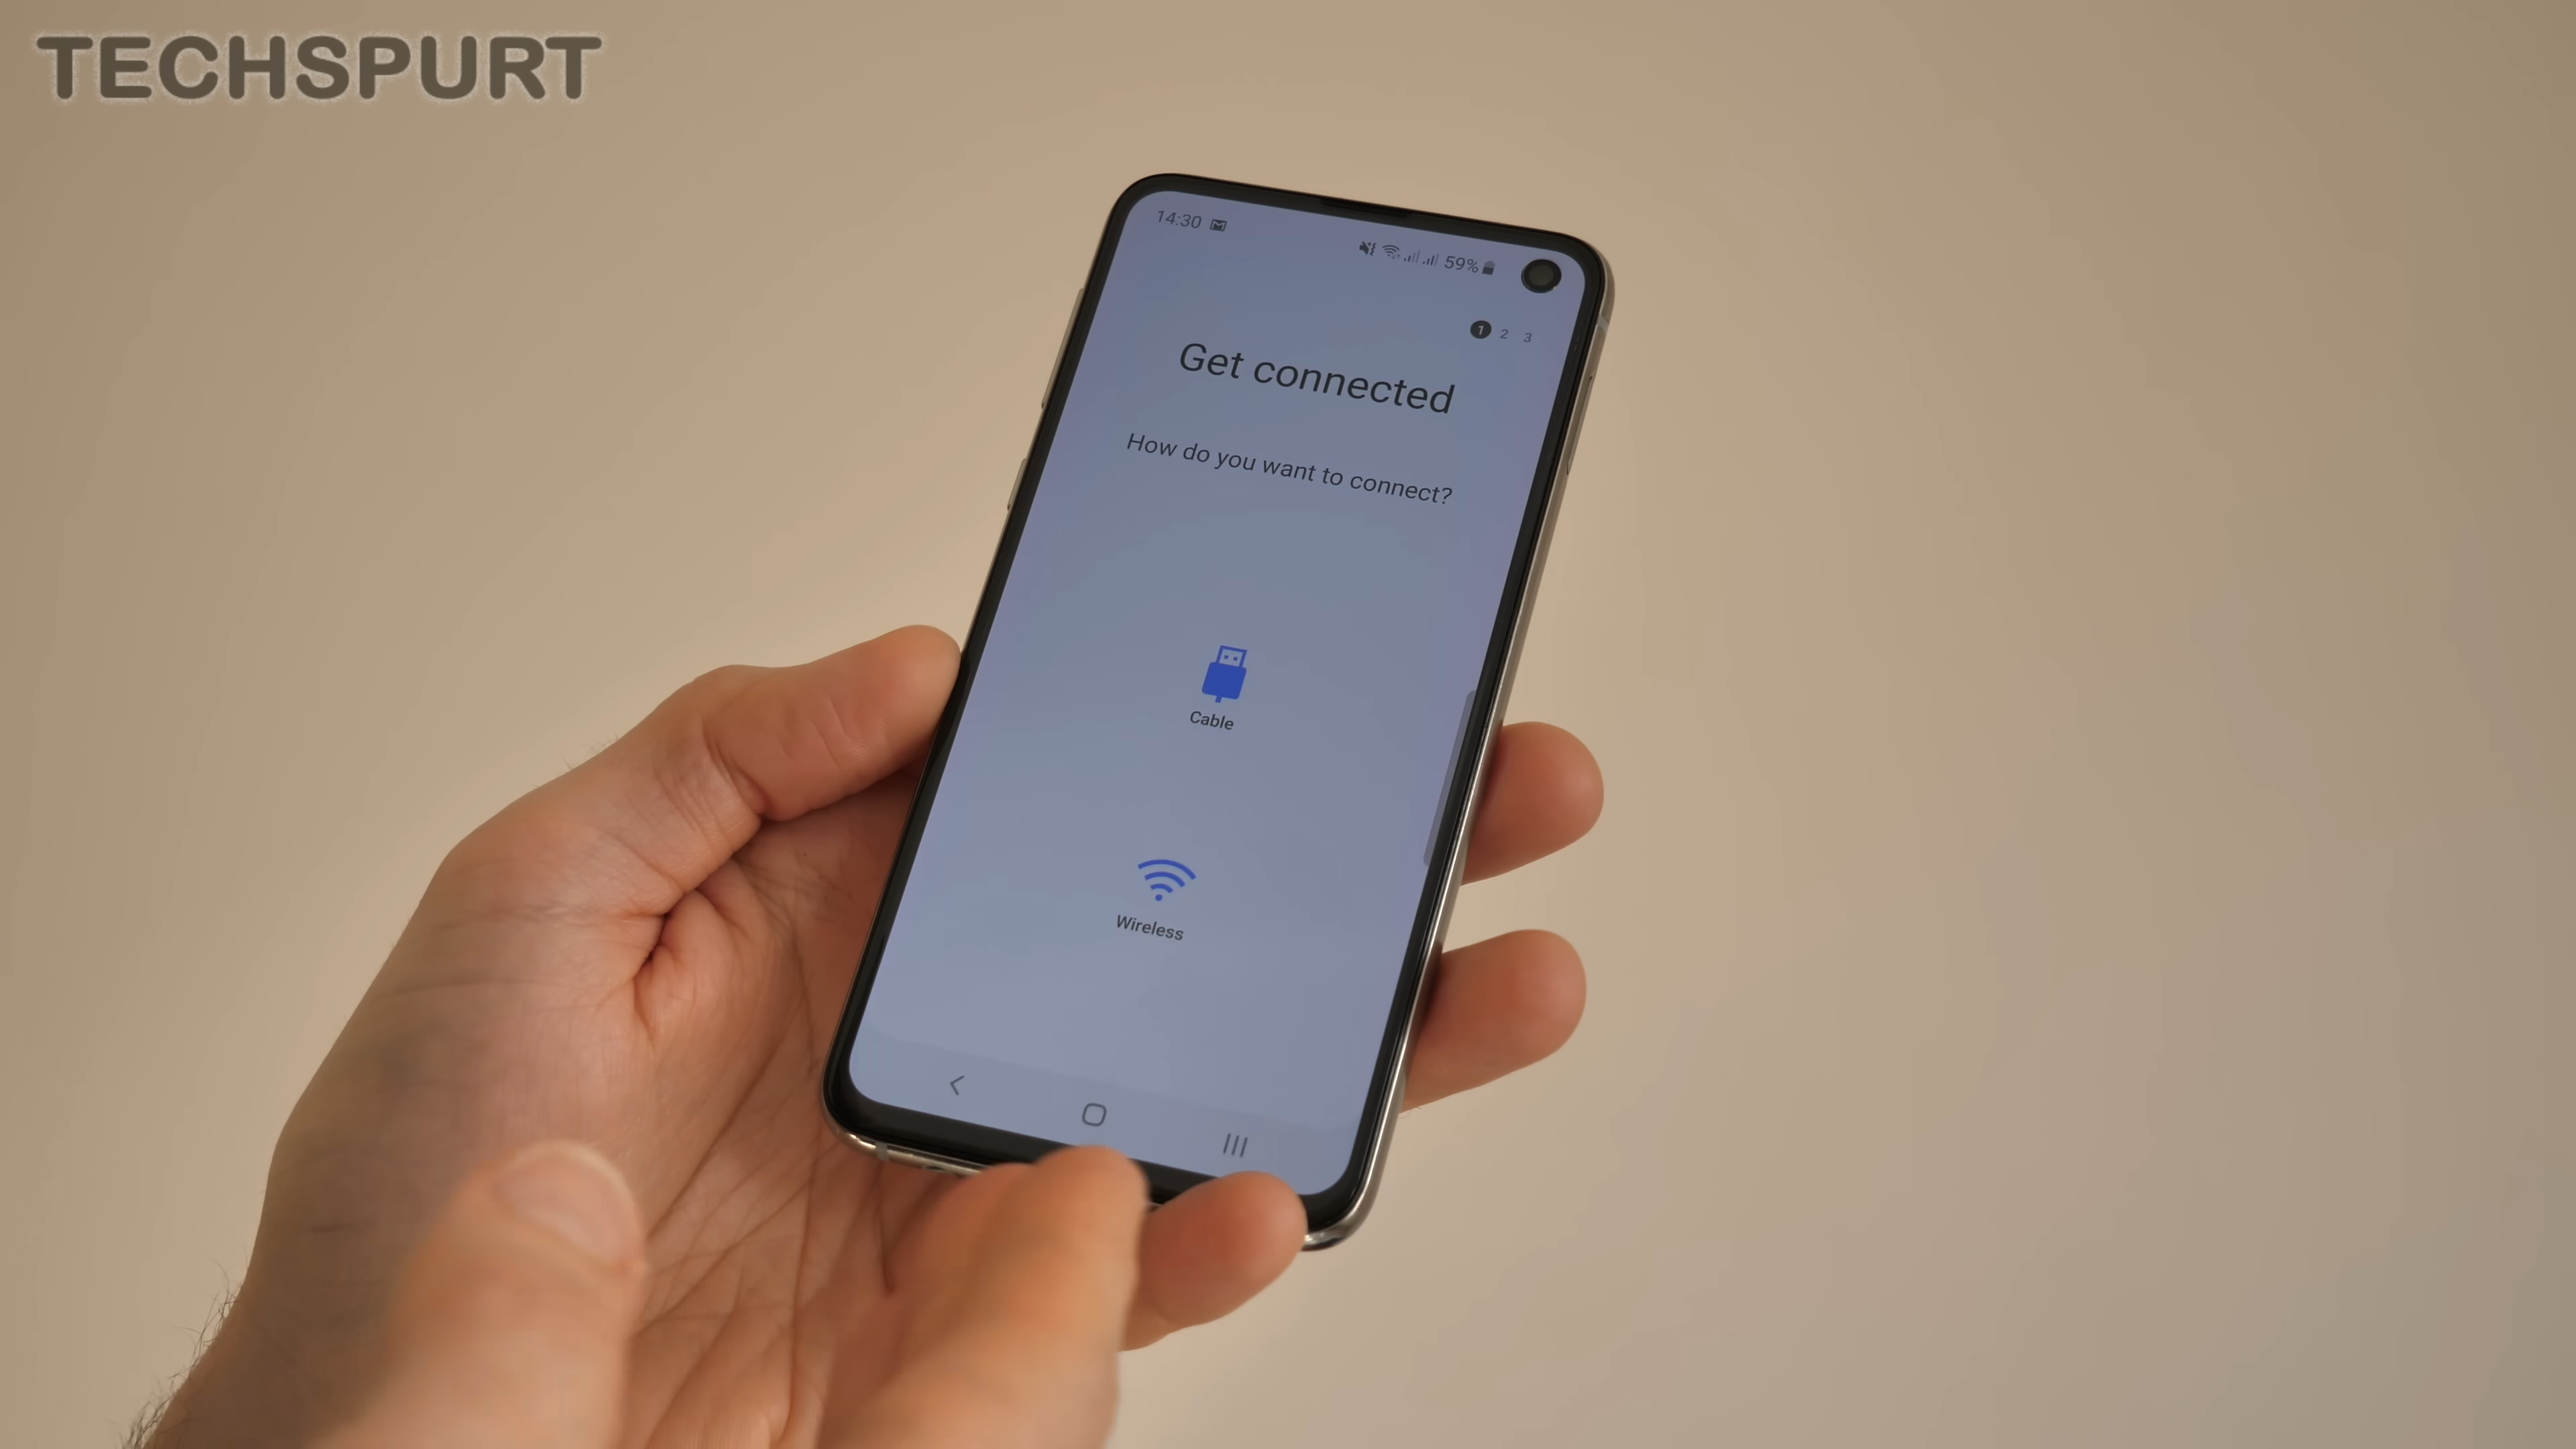 TECHSPURT
14:30
59%
1 2 3
Get connected
How do you want to connect?
Cable
Wireless